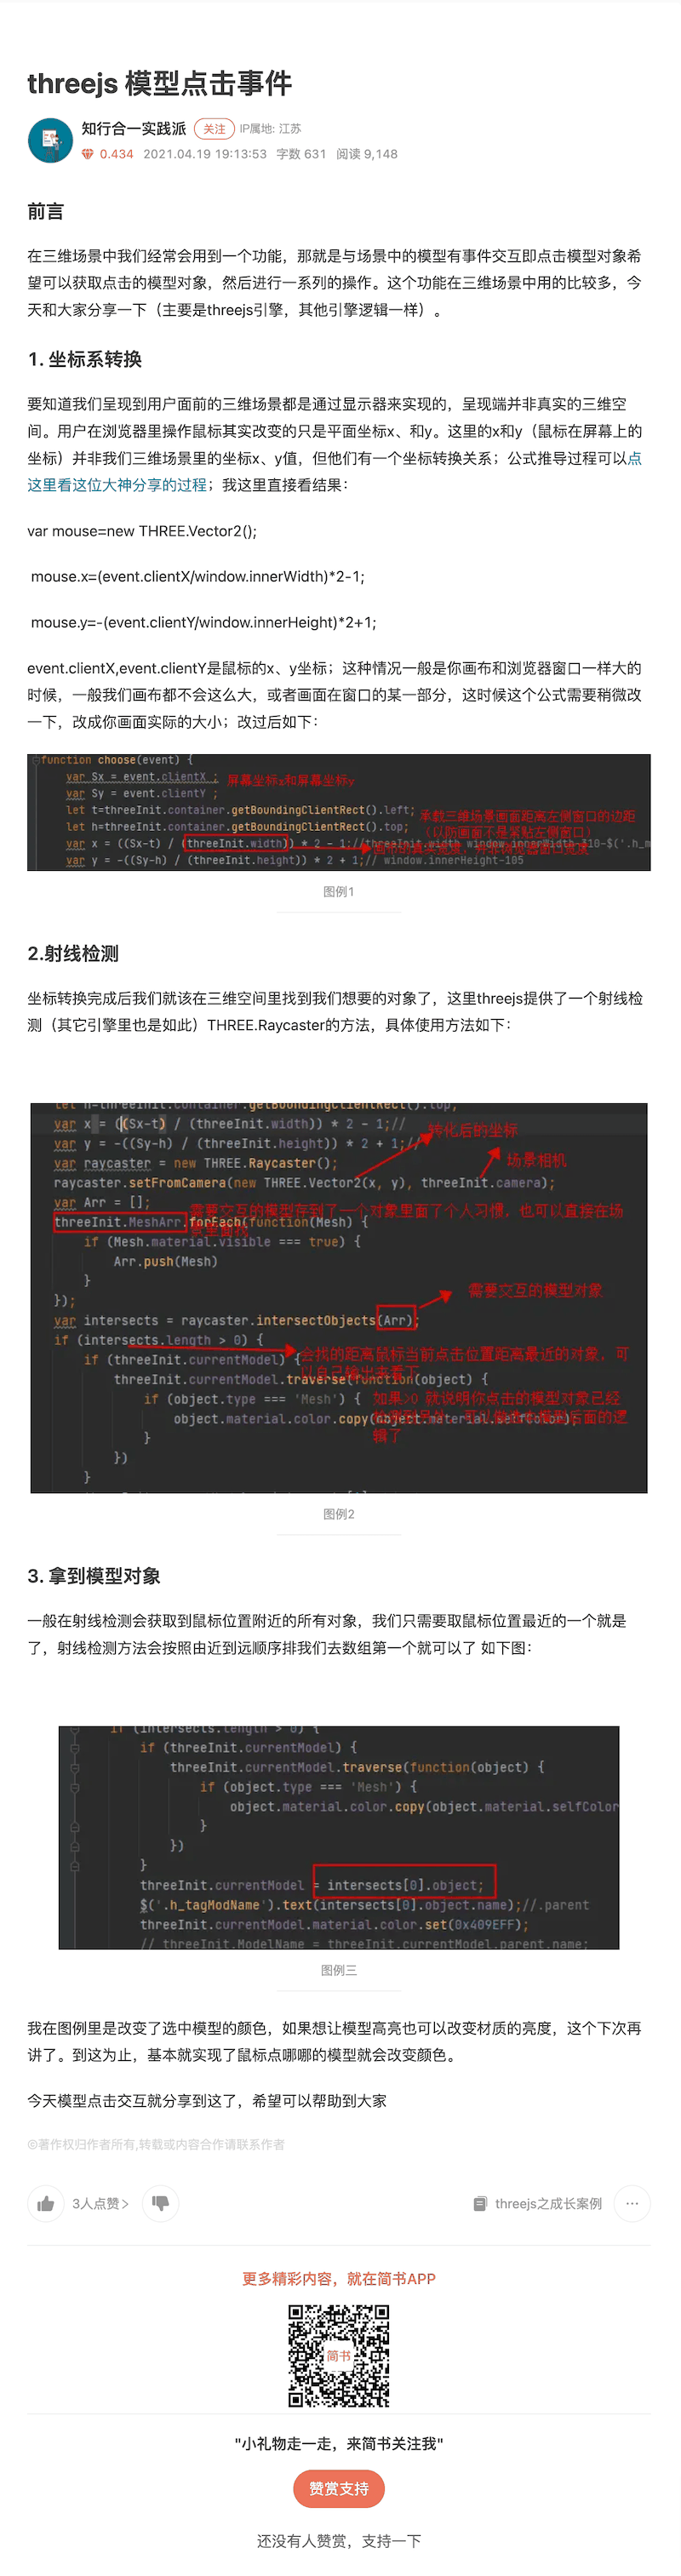 threejs 模型点击事件
知行合一实践派 关注 IP属地: 江苏
0.434 2021.04.19 19:13:53 字数 631 阅读 9,148
前言
在三维场景中我们经常会用到一个功能，那就是与场景中的模型有事件交互即点击模型对象希
望可以获取点击的模型对象，然后进行一系列的操作。这个功能在三维场景中用的比较多，今
天和大家分享一下（主要是threejs引擎，其他引擎逻辑一样）。
1. 坐标系转换
要知道我们呈现到用户面前的三维场景都是通过显示器来实现的，呈现端并非真实的三维空
间。用户在浏览器里操作鼠标其实改变的只是平面坐标x、和y。这里的x和y（鼠标在屏幕上的
坐标）并非我们三维场景里的坐标x、y值，但他们有一个坐标转换关系；公式推导过程可以点
这里看这位大神分享的过程；我这里直接看结果：
var mouse=new THREE.Vector2();
mouse.x=(event.clientX/window.innerWidth)*2-1;
mouse.y=-(event.clientY/window.innerHeight)*2+1;
event.clientX,event.clientY是鼠标的x、y坐标；这种情况一般是你画布和浏览器窗口一样大的
时候，一般我们画布都不会这么大，或者画面在窗口的某一部分，这时候这个公式需要稍微改
一下，改成你画面实际的大小；改过后如下：
function choose(event) {
var Sx = event.clientX ; 屏幕坐标x和屏幕坐标y
var Sy = event.clientY ;
let t=threeInit.container.getBoundingClientRect().left; 承载三维场景画面距离左侧窗口的边距
let h=threeInit.container.getBoundingClientRect().top; （以防画面不是紧贴左侧窗口）
var x = ((Sx-t) / (threeInit.width)) * 2 - 1;//threeInit.width window.innerWidth-310-$('.h_m
var y = -((Sy-h) / (threeInit.height)) * 2 + 1;// window.innerHeight-105
图例1
2.射线检测
坐标转换完成后我们就该在三维空间里找到我们想要的对象了，这里threejs提供了一个射线检
测（其它引擎里也是如此）THREE.Raycaster的方法，具体使用方法如下：
let h=threeInit.container.getBoundingClientRect().top;
var x = ((Sx-t) / (threeInit.width)) * 2 - 1;//
转化后的坐标
var y = -((Sy-h) / (threeInit.height)) * 2 + 1;//
var raycaster = new THREE.Raycaster();
场景相机
raycaster.setFromCamera(new THREE.Vector2(x, y), threeInit.camera);
var Arr = [];
需要交互的模型存到了一个对象里面了个人习惯，也可以直接在场
景里面找
threeInit.MeshArr.forEach(function(Mesh) {
if (Mesh.material.visible === true) {
Arr.push(Mesh)
}
});
需要交互的模型对象
var intersects = raycaster.intersectObjects(Arr);
if (intersects.length > 0) {
会找的距离鼠标当前点击位置距离最近的对象，可
以自己输出来看下
if (threeInit.currentModel) {
threeInit.currentModel.traverse(function(object) {
if (object.type === 'Mesh') {
如果>0 就说明你点击的模型对象已经
object.material.color.copy(object.material.selfColor);
辑了
}
})
}
图例2
3. 拿到模型对象
一般在射线检测会获取到鼠标位置附近的所有对象，我们只需要取鼠标位置最近的一个就是
了，射线检测方法会按照由近到远顺序排我们去数组第一个就可以了 如下图：
if (intersects.length > 0) {
if (threeInit.currentModel) {
threeInit.currentModel.traverse(function(object) {
if (object.type === 'Mesh') {
object.material.color.copy(object.material.selfColor
}
})
}
threeInit.currentModel = intersects[0].object;
$('.h_tagModName').text(intersects[0].object.name);//.parent
threeInit.currentModel.material.color.set(0x409EFF);
// threeInit.ModelName = threeInit.currentModel.parent.name;
图例三
我在图例里是改变了选中模型的颜色，如果想让模型高亮也可以改变材质的亮度，这个下次再
讲了。到这为止，基本就实现了鼠标点哪哪的模型就会改变颜色。
今天模型点击交互就分享到这了，希望可以帮助到大家
©著作权归作者所有,转载或内容合作请联系作者
3人点赞> threejs之成长案例 ...
更多精彩内容，就在简书APP
简书
"小礼物走一走，来简书关注我"
赞赏支持
还没有人赞赏，支持一下